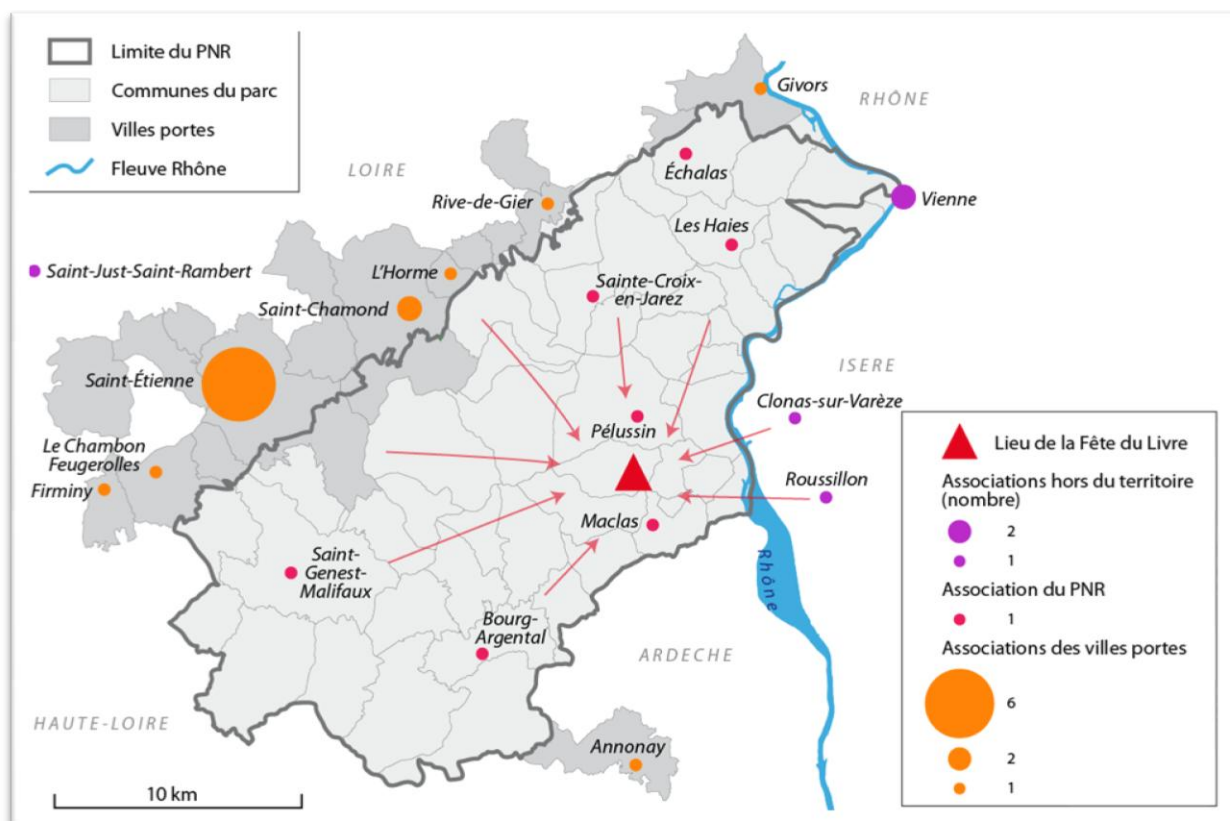 Limite du PNR
Communes du parc
Villes portes
Fleuve Rhône
Givors
RHÔNE
Échalas
LOIRE
Rive-de-Gier
Vienne
Les Haies
Saint-Just-Saint-Rambert
L'Horme
Sainte-Croix-
en-Jarez
Saint-Chamond
ISERE
Saint-Étienne
Clonas-sur-Varèze
Pélussin
Le Chambon
Feugerolles
Firminy
Roussillon
Maclas
Saint-
Genest-
Malifaux
Rhône
Bourg-
Argental
ARDECHE
HAUTE-LOIRE
Annonay
10 km
Lieu de la Fête du Livre
Associations hors du territoire
(nombre)
2
1
Association du PNR
1
Associations des villes portes
6
2
1